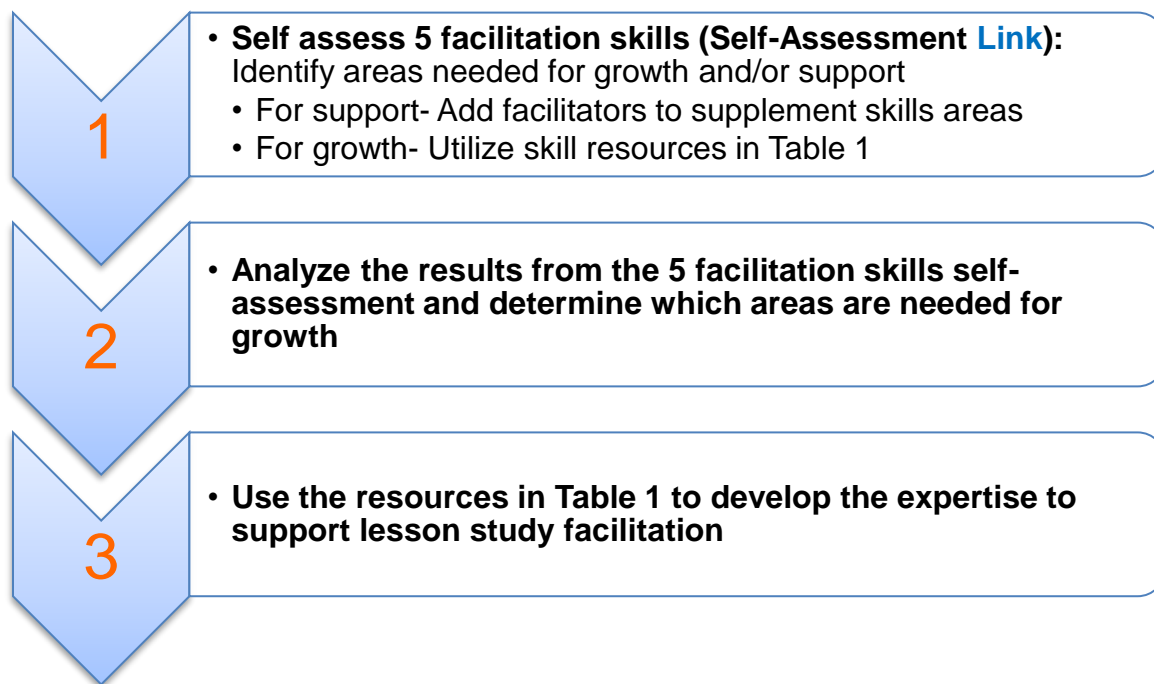 1
• Self assess 5 facilitation skills (Self-Assessment Link):
Identify areas needed for growth and/or support
• For support- Add facilitators to supplement skills areas
• For growth- Utilize skill resources in Table 1
2
• Analyze the results from the 5 facilitation skills self-
assessment and determine which areas are needed for
growth
3
• Use the resources in Table 1 to develop the expertise to
support lesson study facilitation